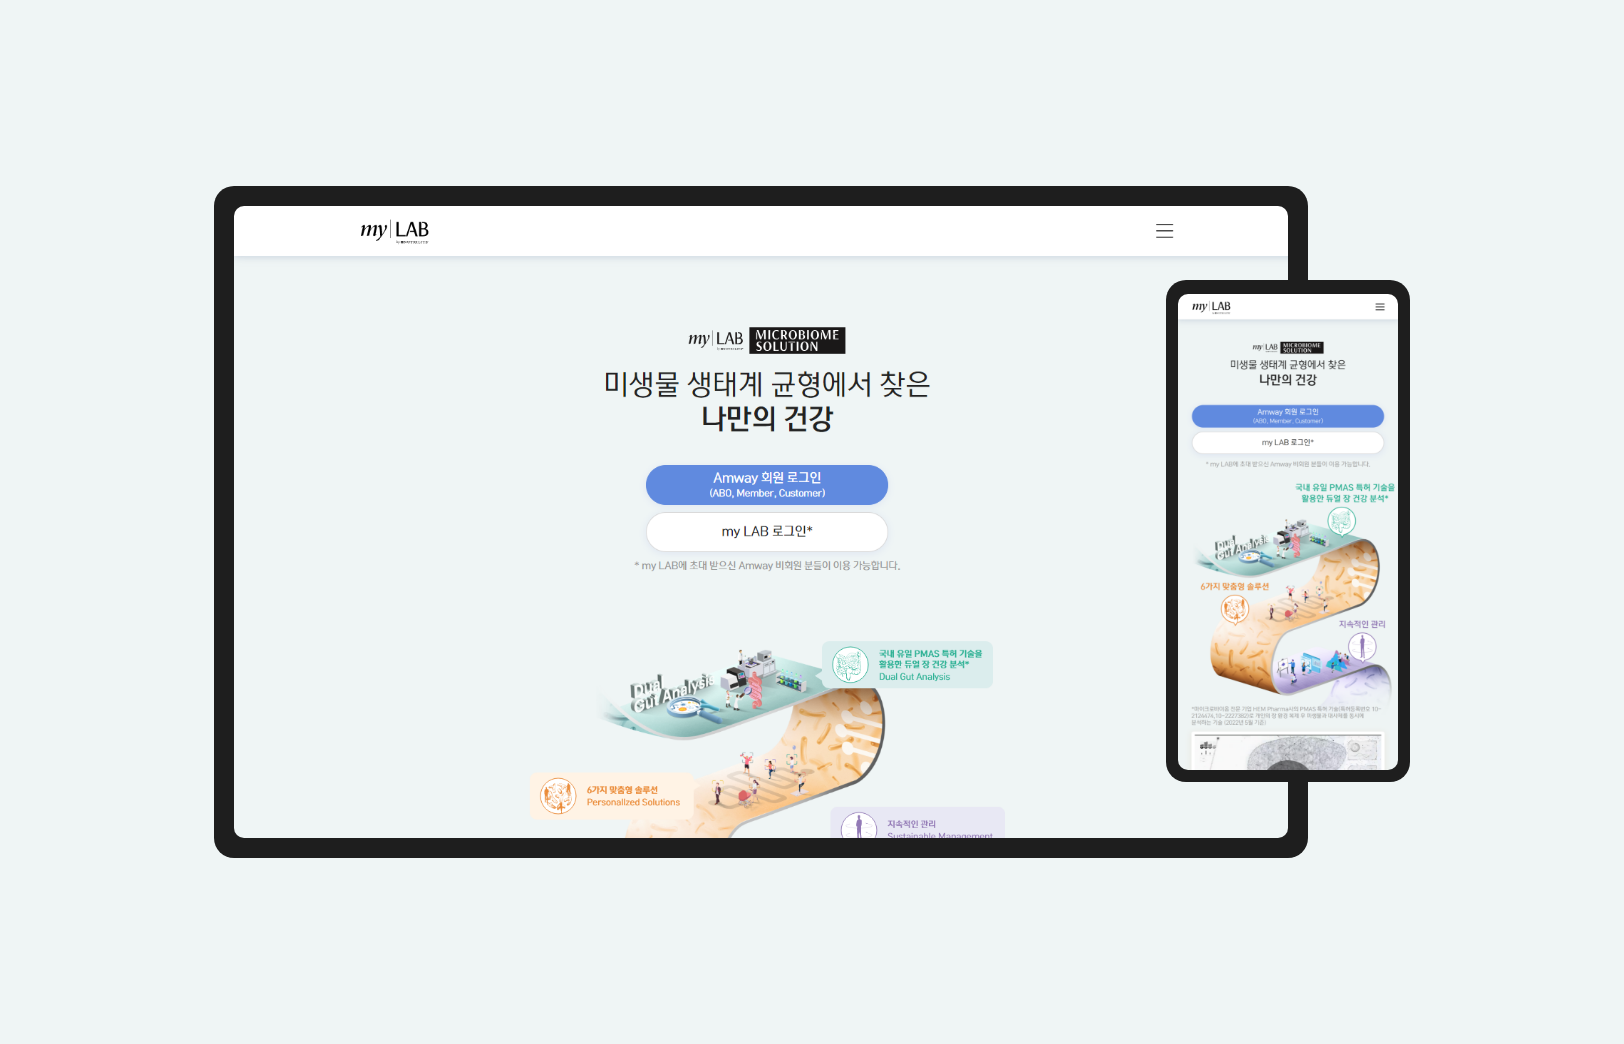 my LAB
my LAB MICROBIOME
SOLUTION
미생물 생태계 균형에서 찾은
나만의 건강
Amway 회원 로그인
(ABO, Member, Customer)
my LAB 로그인*
* my LAB에 초대 받으신 Amway 비회원 분들이 이용 가능합니다.
국내 유일 PMAS 특허 기술을
활용한 듀얼 장 건강 분석*
Dual Gut Analysis
Dual
Gut Analysis
6가지 맞춤형 솔루션
Personalized Solutions
지속적인 관리
Sustainable Management
my LAB
my LAB MICROBIOME
SOLUTION
미생물 생태계 균형에서 찾은
나만의 건강
Amway 회원 로그인
(ABO, Member, Customer)
my LAB 로그인*
* my LAB에 초대 받으신 Amway 비회원 분들이 이용 가능합니다.
국내 유일 PMAS 특허 기술을
활용한 듀얼 장 건강 분석*
Dual
Gut Analysis
6가지 맞춤형 솔루션
지속적인 관리